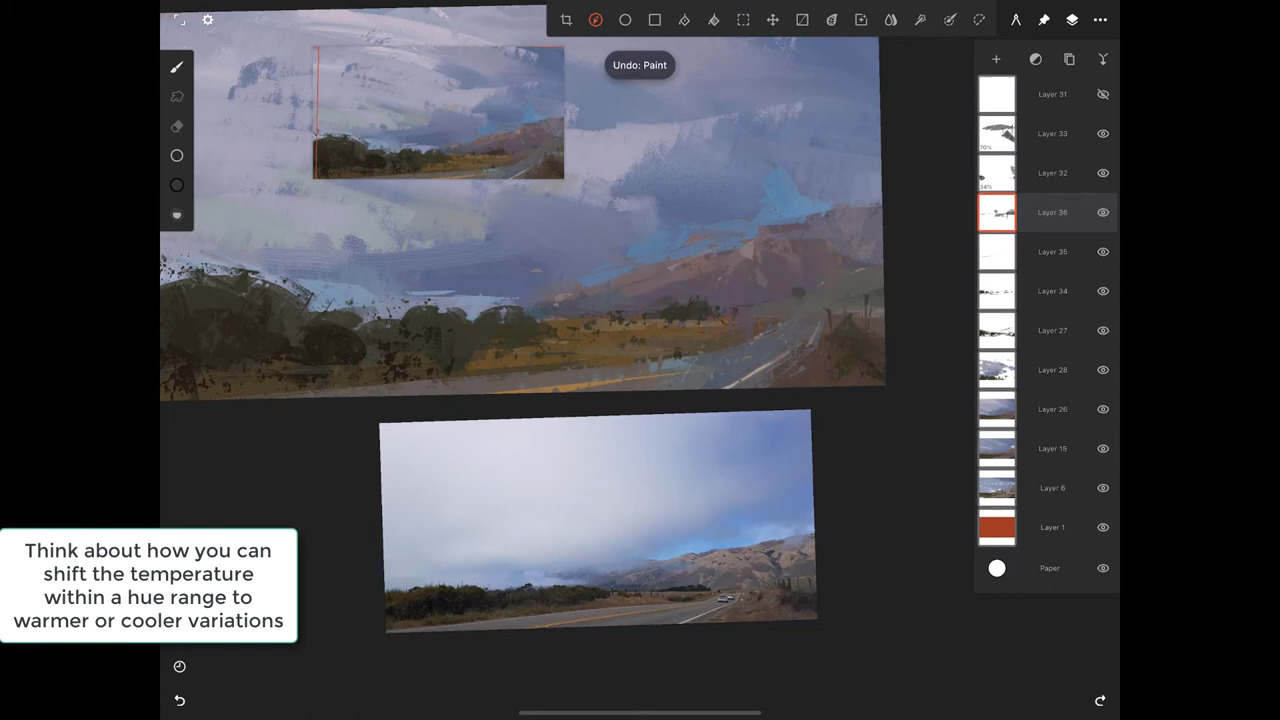 Undo: Paint
Layer 31
Layer 33
70%
Layer 32
34%
Layer 36
Layer 35
Layer 34
Layer 27
Layer 28
Layer 26
Layer 15
Layer 6
Layer 1
Paper
Think about how you can
shift the temperature
within a hue range to
warmer or cooler variations